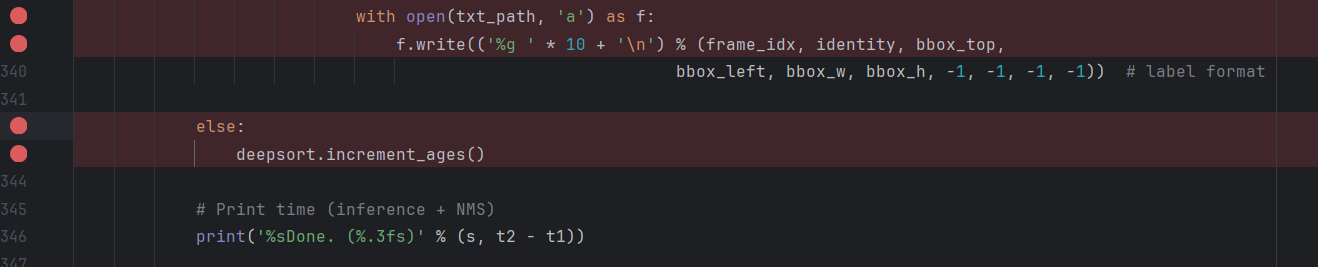 with open(txt_path, 'a') as f:
f.write(('%g ' * 10 + '\n') % (frame_idx, identity, bbox_top,
340 bbox_left, bbox_w, bbox_h, -1, -1, -1, -1))  # label format
341
else:
deepsort.increment_ages()
344
345 # Print time (inference + NMS)
346 print('%sDone. (%.3fs)' % (s, t2 - t1))
347